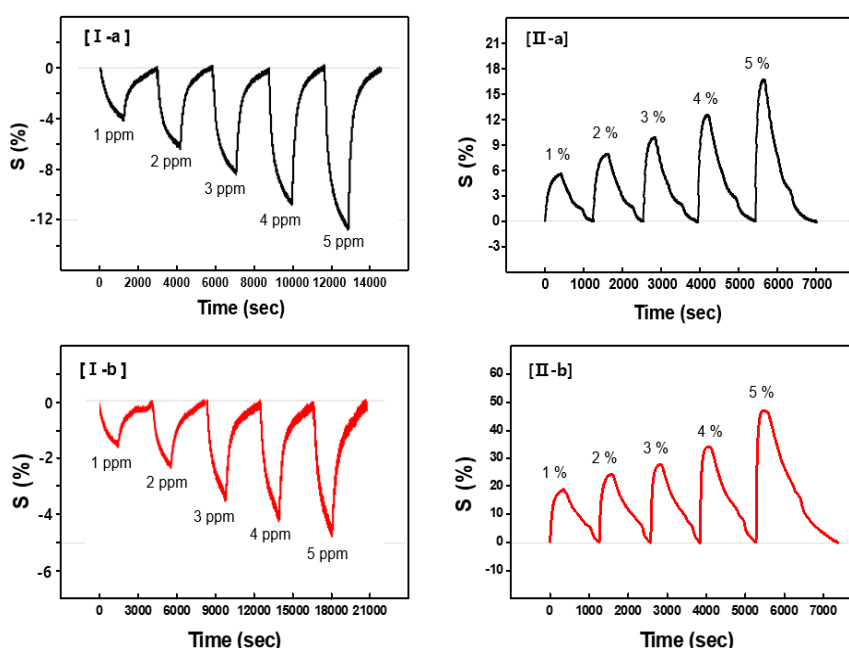 [ I -a ]
0
-4
-8
-12
S (%)
1 ppm
2 ppm
3 ppm
4 ppm
5 ppm
0 2000 4000 6000 8000 10000 12000 14000
Time (sec)
[II-a]
21
18
15
12
9
6
3
0
-3
S (%)
1 %
2 %
3 %
4 %
5 %
0 1000 2000 3000 4000 5000 6000 7000
Time (sec)
[ I -b ]
0
-2
-4
-6
S (%)
1 ppm
2 ppm
3 ppm
4 ppm
5 ppm
0 3000 6000 9000 12000 15000 18000 21000
Time (sec)
[II-b]
60
50
40
30
20
10
0
-10
S (%)
1 %
2 %
3 %
4 %
5 %
0 1000 2000 3000 4000 5000 6000 7000
Time (sec)